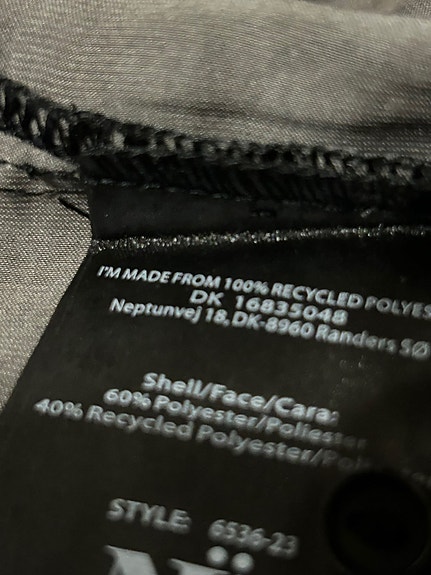 I'M MADE FROM 100% RECYCLED POLYES
DK 16835048
Neptunvej 18, DK-8960 Randers SØ
Shell/Face/Cara:
60% Polyester/Poliester
40% Recycled Polyester/
STYLE: 6536-23